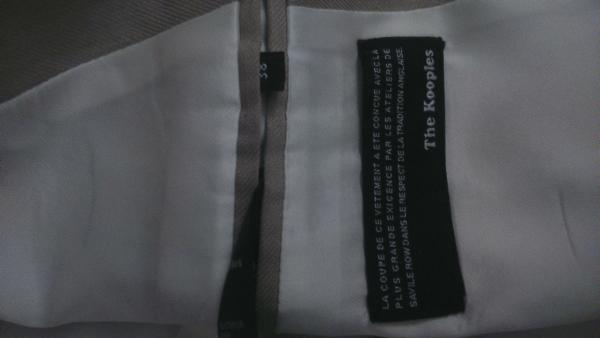 The Kooples
LA COUPE DE CE VETEMENT A ETE CONCUE AVEC LA
PLUS GRANDE EXIGENCE PAR LES ATELIERS DE
SAVILE ROW DANS LE RESPECT DE LA TRADITION ANGLAISE
36